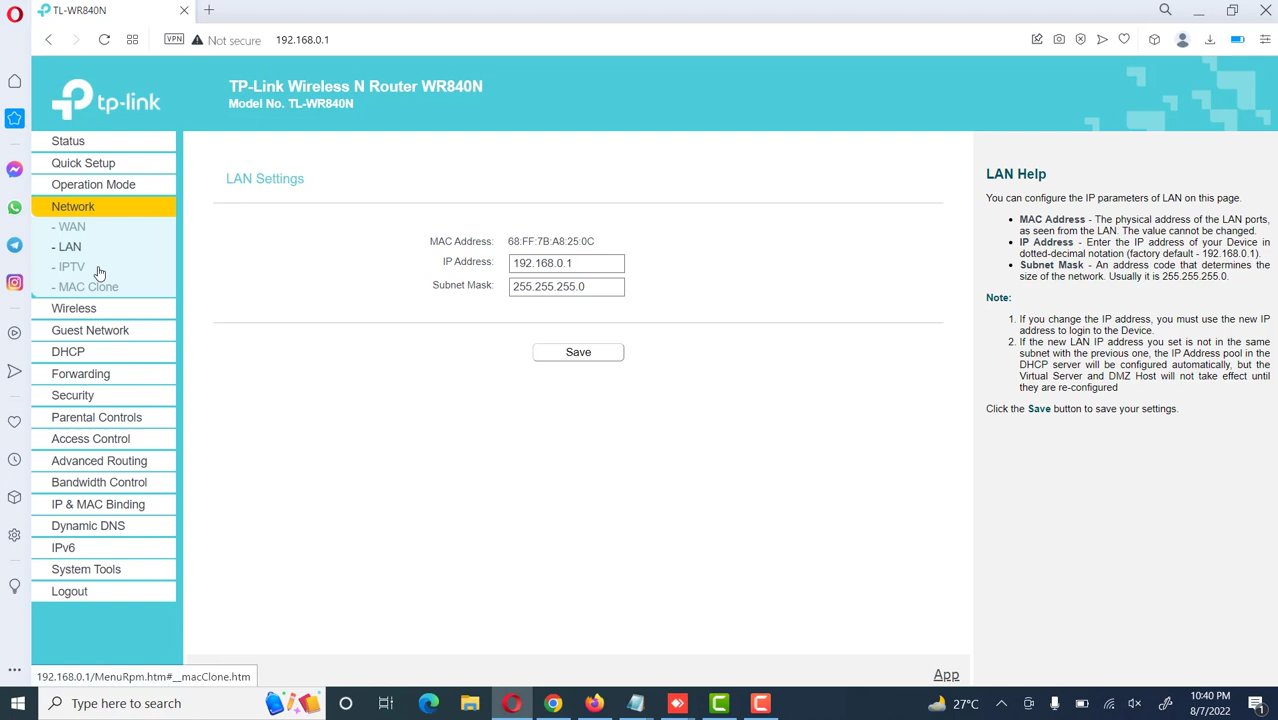 TL-WR840N
VPN
Not secure
192.168.0.1
tp-link
TP-Link Wireless N Router WR840N
Model No. TL-WR840N
Status
Quick Setup
Operation Mode
Network
- WAN
- LAN
- IPTV
- MAC Clone
Wireless
Guest Network
DHCP
Forwarding
Security
Parental Controls
Access Control
Advanced Routing
Bandwidth Control
IP & MAC Binding
Dynamic DNS
IPv6
System Tools
Logout
LAN Settings
MAC Address: 68:FF:7B:A8:25:0C
IP Address: 192.168.0.1
Subnet Mask: 255.255.255.0
Save
LAN Help
You can configure the IP parameters of LAN on this page.
• MAC Address - The physical address of the LAN ports,
as seen from the LAN. The value cannot be changed.
• IP Address - Enter the IP address of your Device in
dotted-decimal notation (factory default - 192.168.0.1).
• Subnet Mask - An address code that determines the
size of the network. Usually it is 255.255.255.0.
Note:
1. If you change the IP address, you must use the new IP
address to login to the Device.
2. If the new LAN IP address you set is not in the same
subnet with the previous one, the IP Address pool in the
DHCP server will be configured automatically, but the
Virtual Server and DMZ Host will not take effect until
they are re-configured
Click the Save button to save your settings.
App
192.168.0.1/MenuRpm.htm#__macClone.htm
Type here to search
27°C
10:40 PM
8/7/2022
1